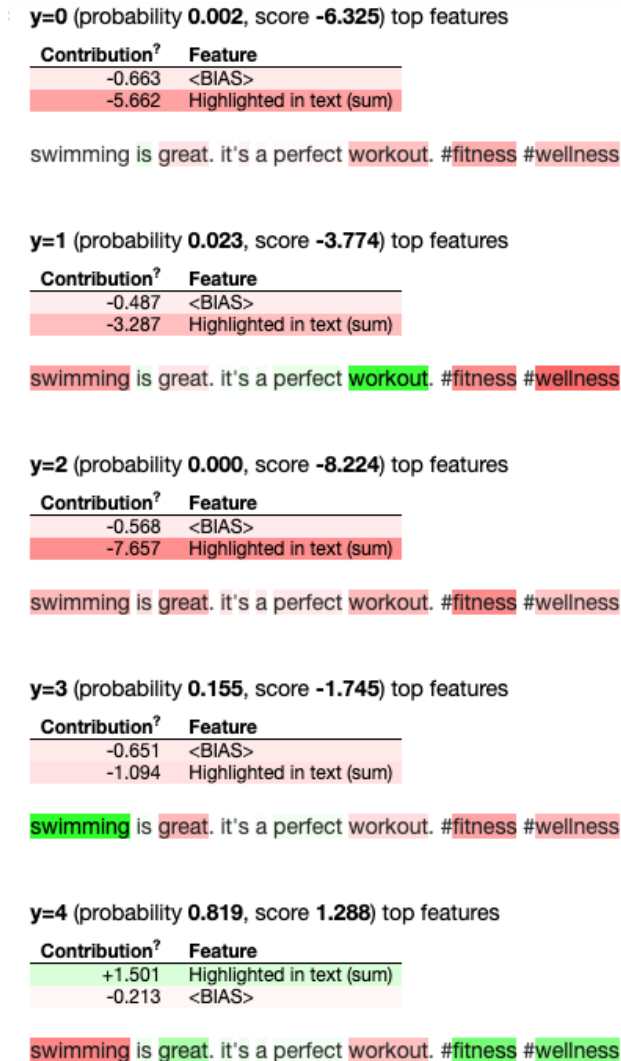 y=0 (probability 0.002, score -6.325) top features
Contribution? Feature
-0.663 <BIAS>
-5.662 Highlighted in text (sum)
swimming is great. it's a perfect workout. #fitness #wellness
y=1 (probability 0.023, score -3.774) top features
Contribution? Feature
-0.487 <BIAS>
-3.287 Highlighted in text (sum)
swimming is great. it's a perfect workout. #fitness #wellness
y=2 (probability 0.000, score -8.224) top features
Contribution? Feature
-0.568 <BIAS>
-7.657 Highlighted in text (sum)
swimming is great. it's a perfect workout. #fitness #wellness
y=3 (probability 0.155, score -1.745) top features
Contribution? Feature
-0.651 <BIAS>
-1.094 Highlighted in text (sum)
swimming is great. it's a perfect workout. #fitness #wellness
y=4 (probability 0.819, score 1.288) top features
Contribution? Feature
+1.501 Highlighted in text (sum)
-0.213 <BIAS>
swimming is great. it's a perfect workout. #fitness #wellness